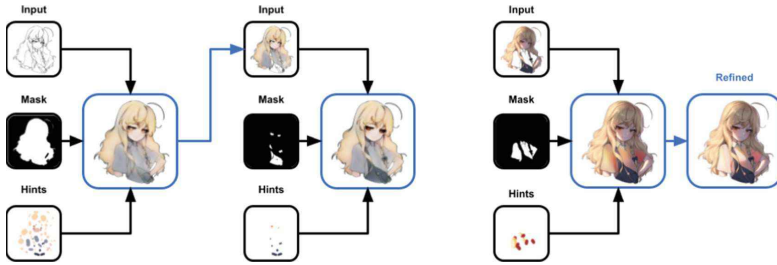 Input
Mask
Hints
Input
Mask
Hints
Input
Mask
Hints
Refined